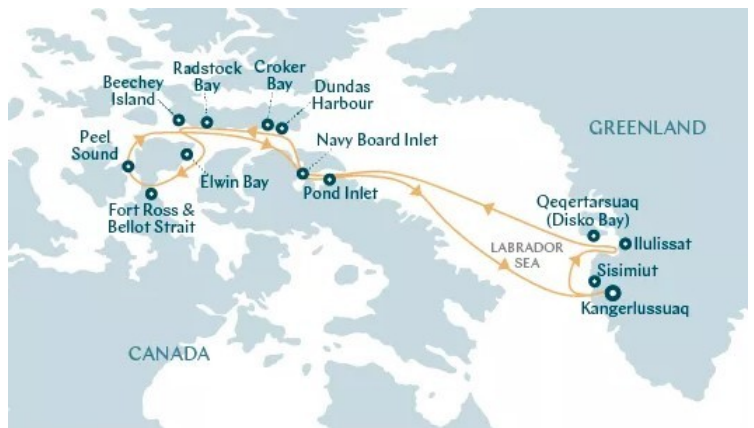 Beechey
Island
Radstock
Bay
Croker
Bay
Dundas
Harbour
GREENLAND
Peel
Sound
Navy Board Inlet
Elwin Bay
Pond Inlet
Fort Ross &
Bellot Strait
Qeqertarsuaq
(Disko Bay)
Ilulissat
LABRADOR
SEA
Sisimiut
Kangerlussuaq
CANADA